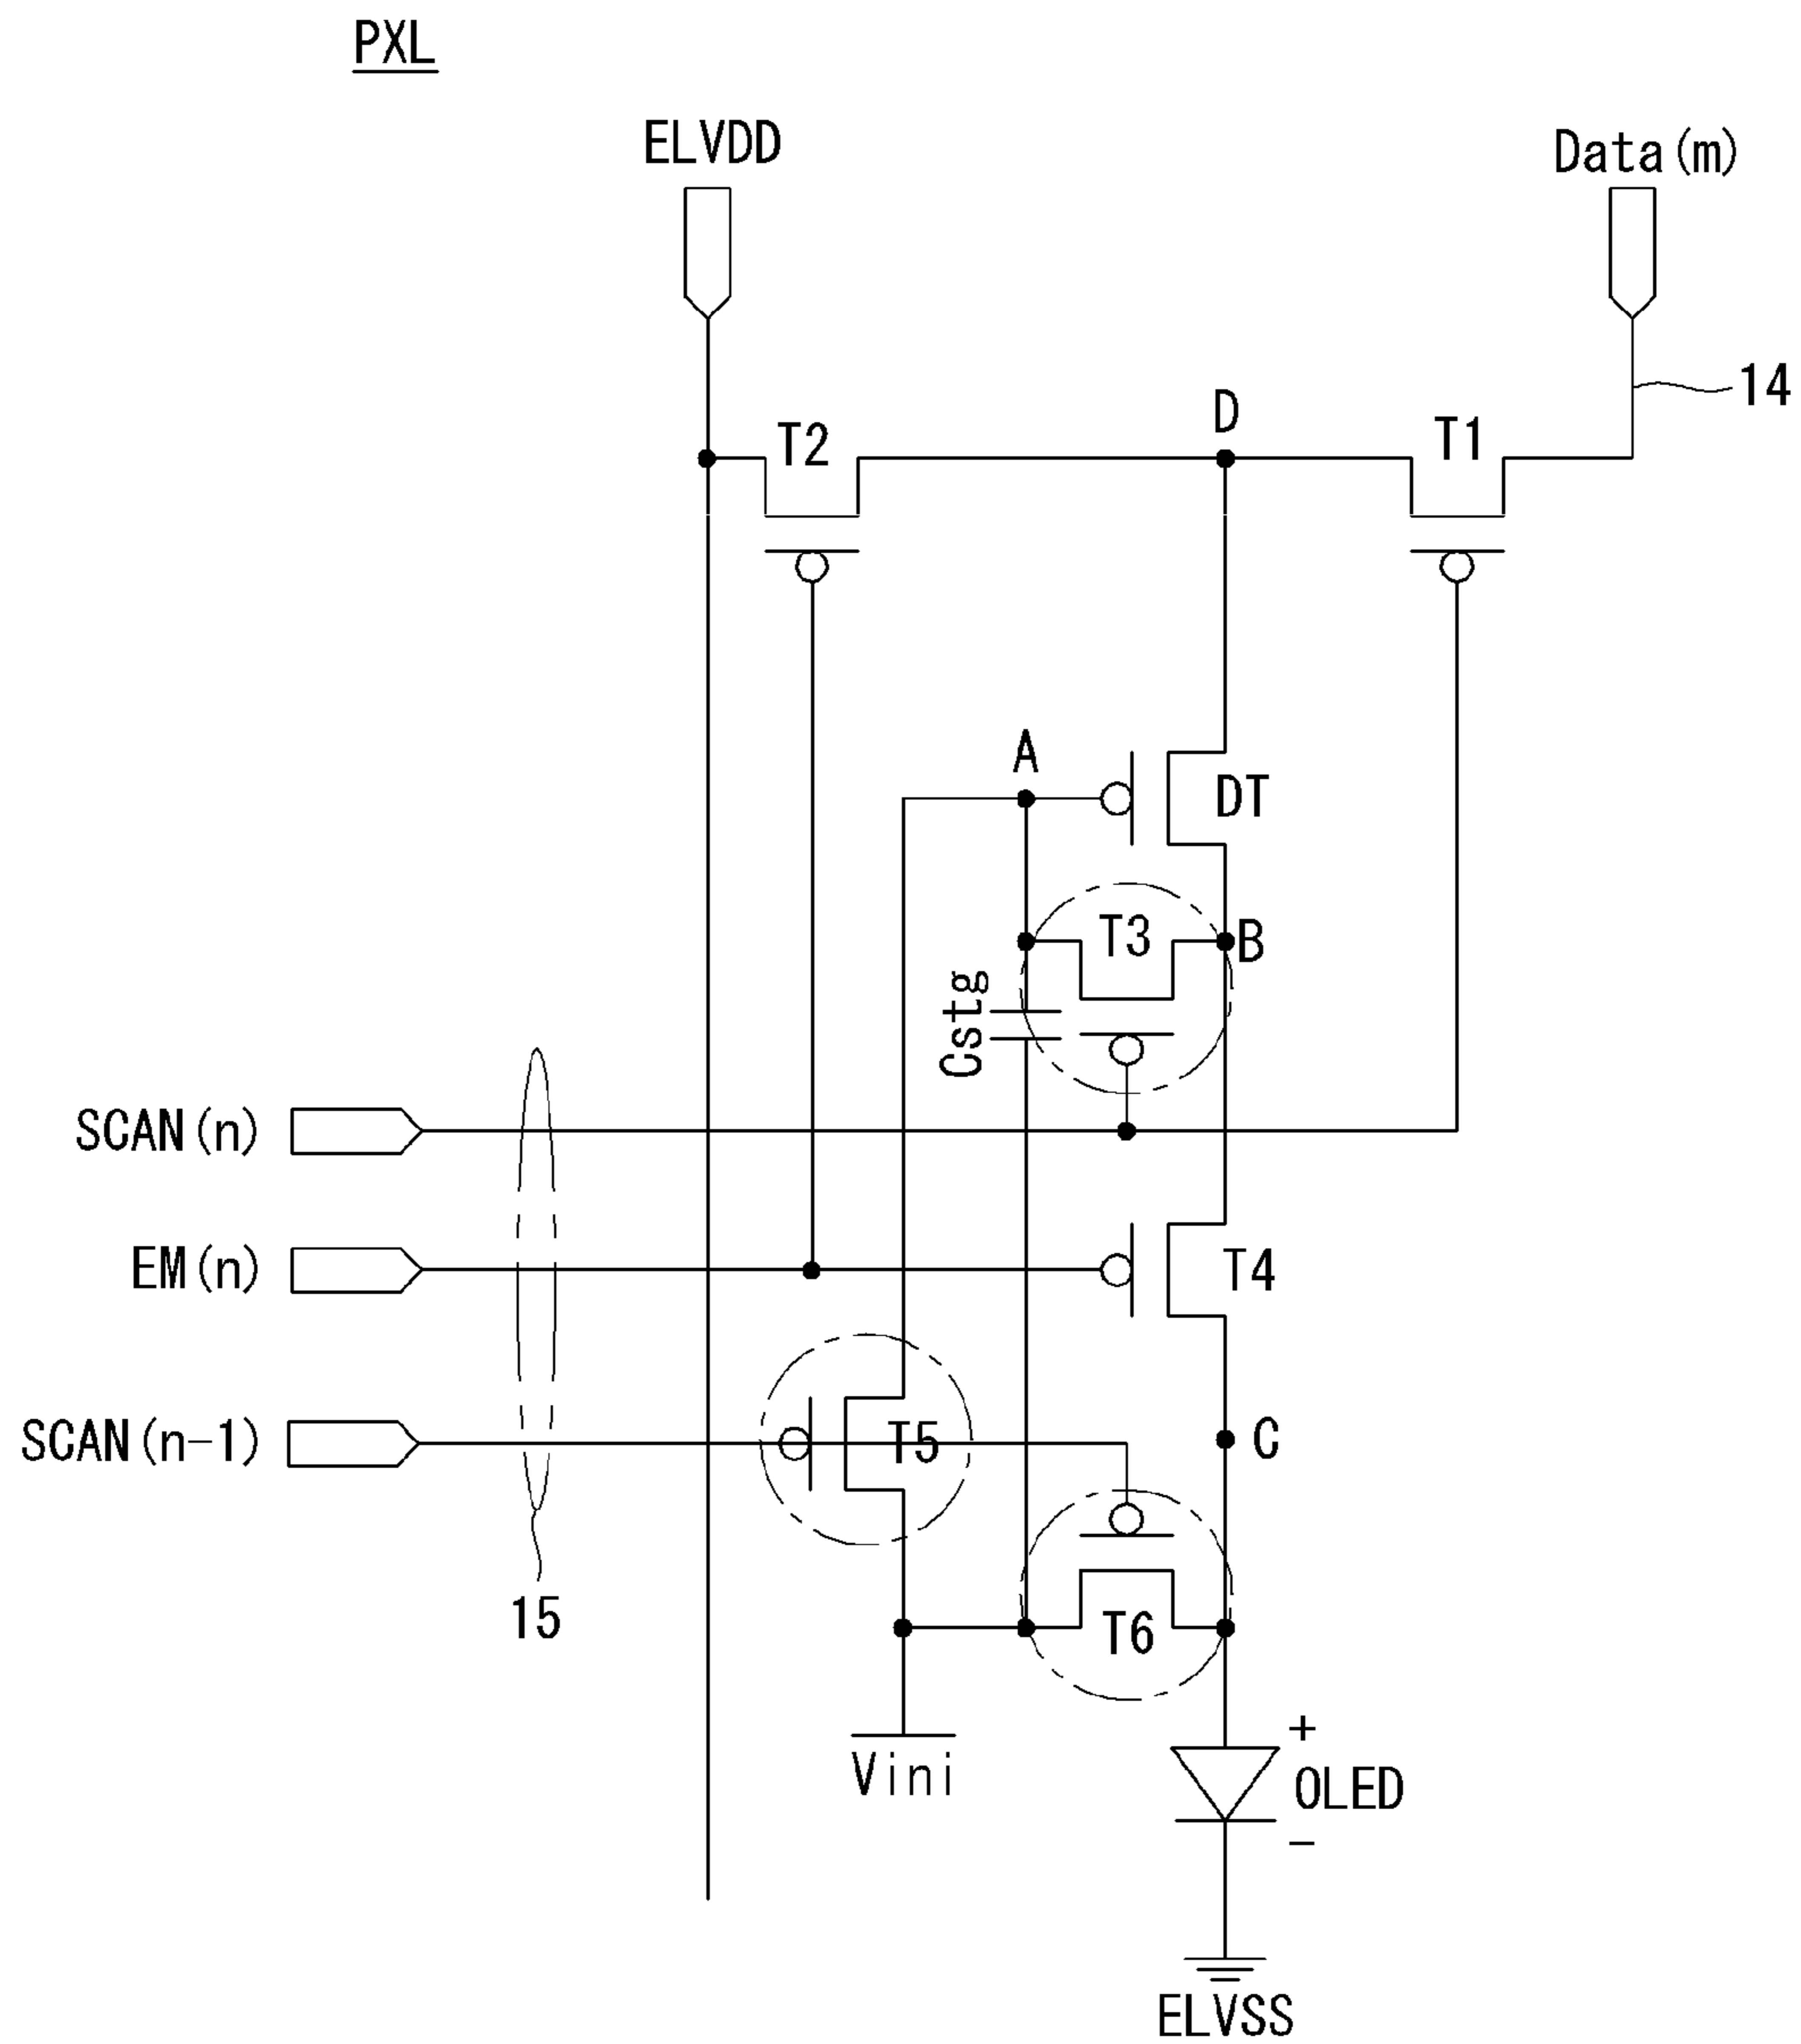 PXL
ELVDD
Data(m)
14
D
T2
T1
A
DT
T3
B
Cstg
SCAN(n)
EM(n)
T4
SCAN(n-1)
T5
C
15
T6
Vini
+
OLED
-
ELVSS